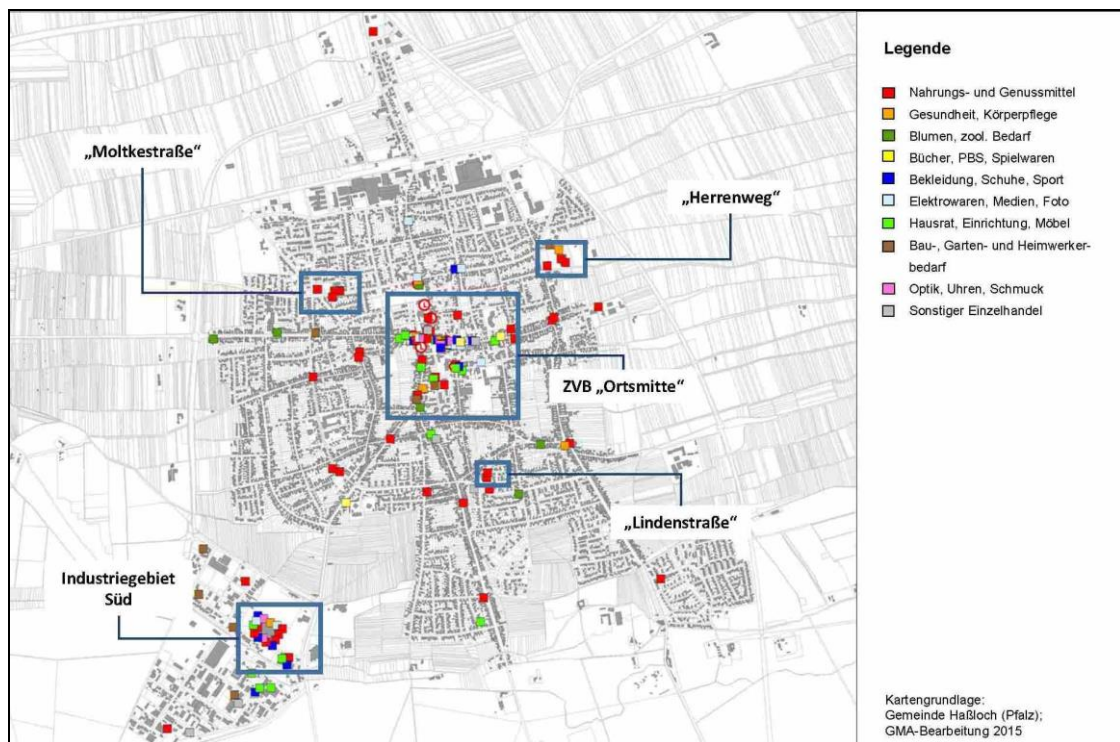 „Moltkestraße“
„Herrenweg“
ZVB „Ortsmitte“
„Lindenstraße“
Industriegebiet
Süd
Legende
Nahrungs- und Genussmittel
Gesundheit, Körperpflege
Blumen, zool. Bedarf
Bücher, PBS, Spielwaren
Bekleidung, Schuhe, Sport
Elektrowaren, Medien, Foto
Hausrat, Einrichtung, Möbel
Bau-, Garten- und Heimwerker-
bedarf
Optik, Uhren, Schmuck
Sonstiger Einzelhandel
Kartengrundlage:
Gemeinde Haßloch (Pfalz);
GMA-Bearbeitung 2015